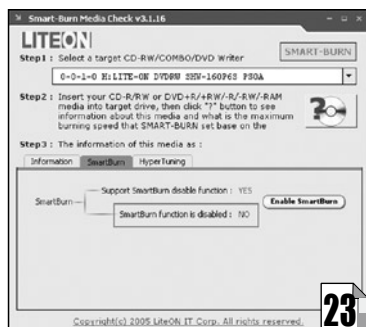 Smart-Burn Media Check v3.1.16
LITEON
SMART-BURN
Step1 : Select a target CD-RW/COMBO/DVD Writer
0-0-1-0 H:LITE-ON DVDRW SHW-160P6S PS0A
Step2 : Insert your CD-R/RW or DVD+R/+RW/-R/-RW/-RAM
media into target drive, then click "?" button to see
information about this media and what is the maximum
burning speed that SMART-BURN set base on the
Step3 : The information of this media as :
Information SmartBurn HyperTuning
Support SmartBurn disable function : YES
SmartBurn
Enable SmartBurn
SmartBurn function is disabled : NO
Copyright(c) 2005 LiteON IT Corp. All rights reserved.
23